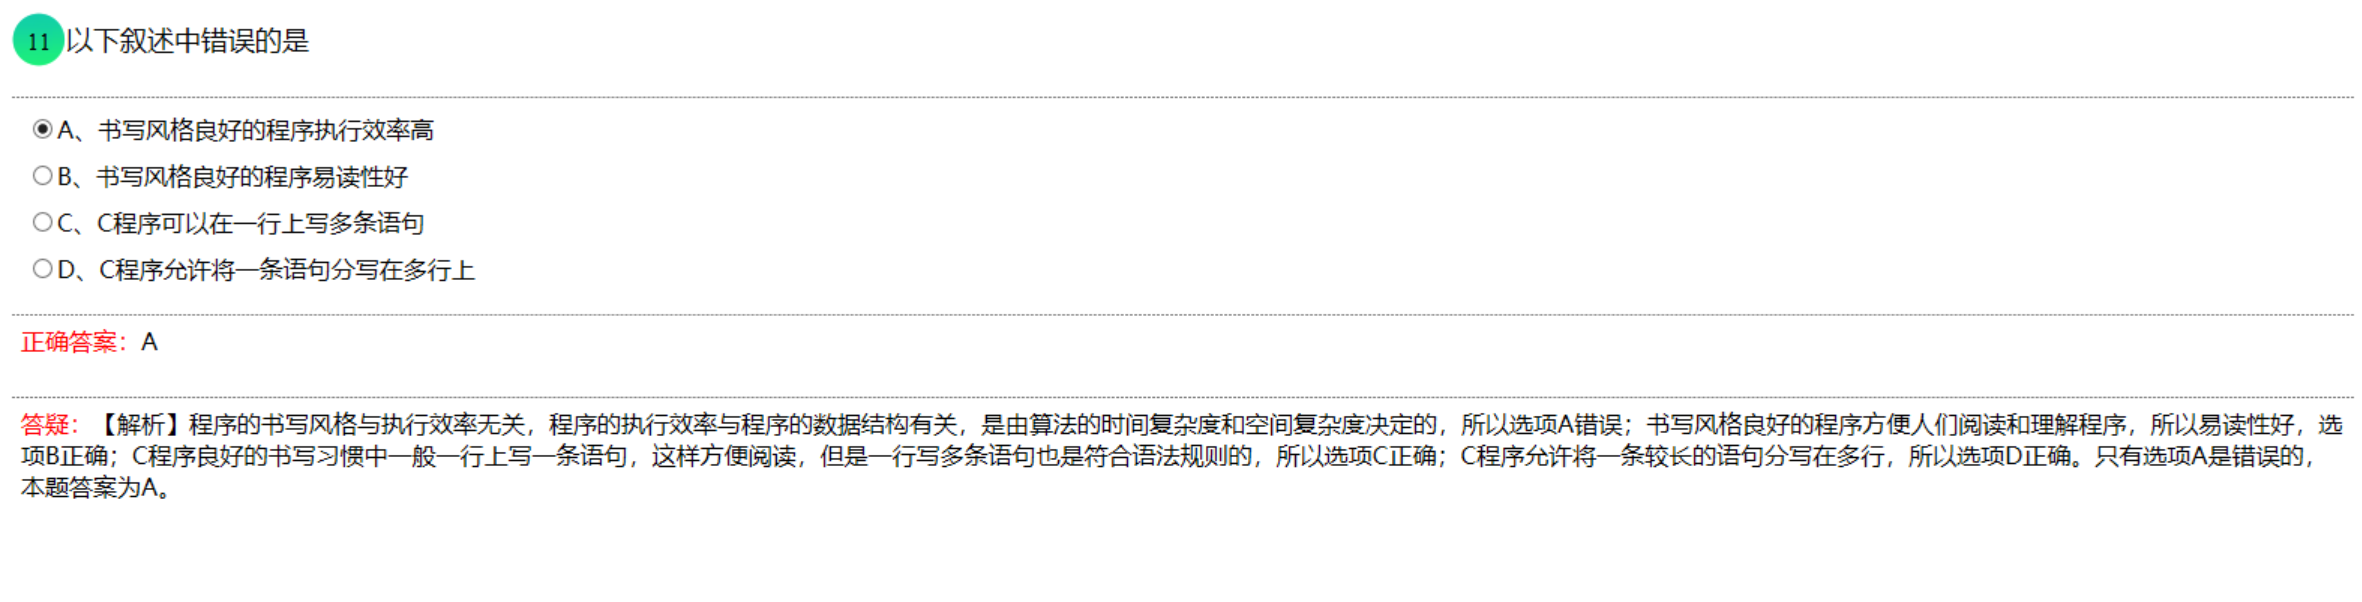 11 以下叙述中错误的是
A、书写风格良好的程序执行效率高
B、书写风格良好的程序易读性好
C、C程序可以在一行上写多条语句
D、C程序允许将一条语句分写在多行上
正确答案：A
答疑：【解析】程序的书写风格与执行效率无关，程序的执行效率与程序的数据结构有关，是由算法的时间复杂度和空间复杂度决定的，所以选项A错误；书写风格良好的程序方便人们阅读和理解程序，所以易读性好，选
项B正确；C程序良好的书写习惯中一般一行上写一条语句，这样方便阅读，但是一行写多条语句也是符合语法规则的，所以选项C正确；C程序允许将一条较长的语句分写在多行，所以选项D正确。只有选项A是错误的，
本题答案为A。